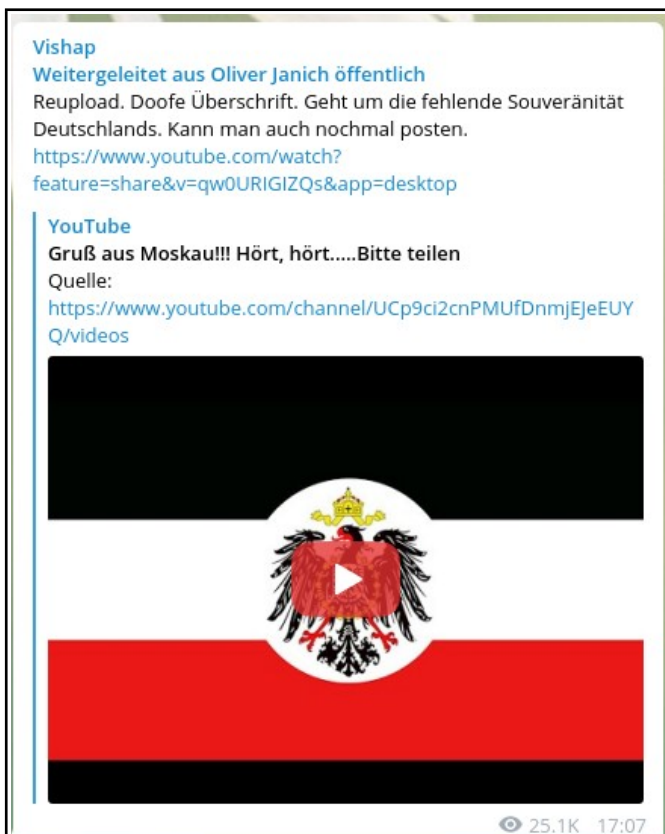 Vishap
Weitergeleitet aus Oliver Janich öffentlich
Reupload. Doofe Überschrift. Geht um die fehlende Souveränität
Deutschlands. Kann man auch nochmal posten.
https://www.youtube.com/watch?
feature=share&v=qw0URIGIZQs&app=desktop
YouTube
Gruß aus Moskau!!! Hört, hört.....Bitte teilen
Quelle:
https://www.youtube.com/channel/UCp9ci2cnPMUfDnmjEJeEUY
Q/videos
25.1K 17:07